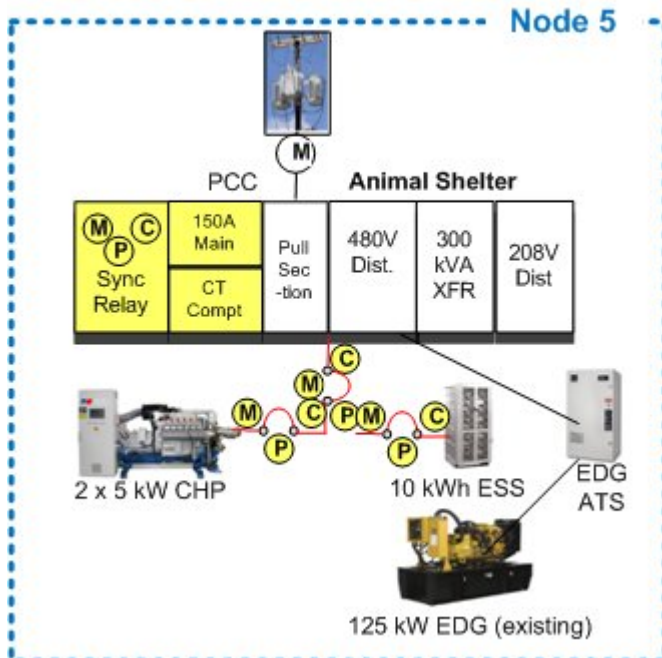 Node 5
M
PCC
Animal Shelter
M
C
P
Sync
Relay
150A
Main
CT
Compt
Pull
Sec
-tion
480V
Dist.
300
kVA
XFR
208V
Dist
C
M
M
C
P
M
C
P
P
2 x 5 kW CHP
10 kWh ESS
EDG
ATS
125 kW EDG (existing)